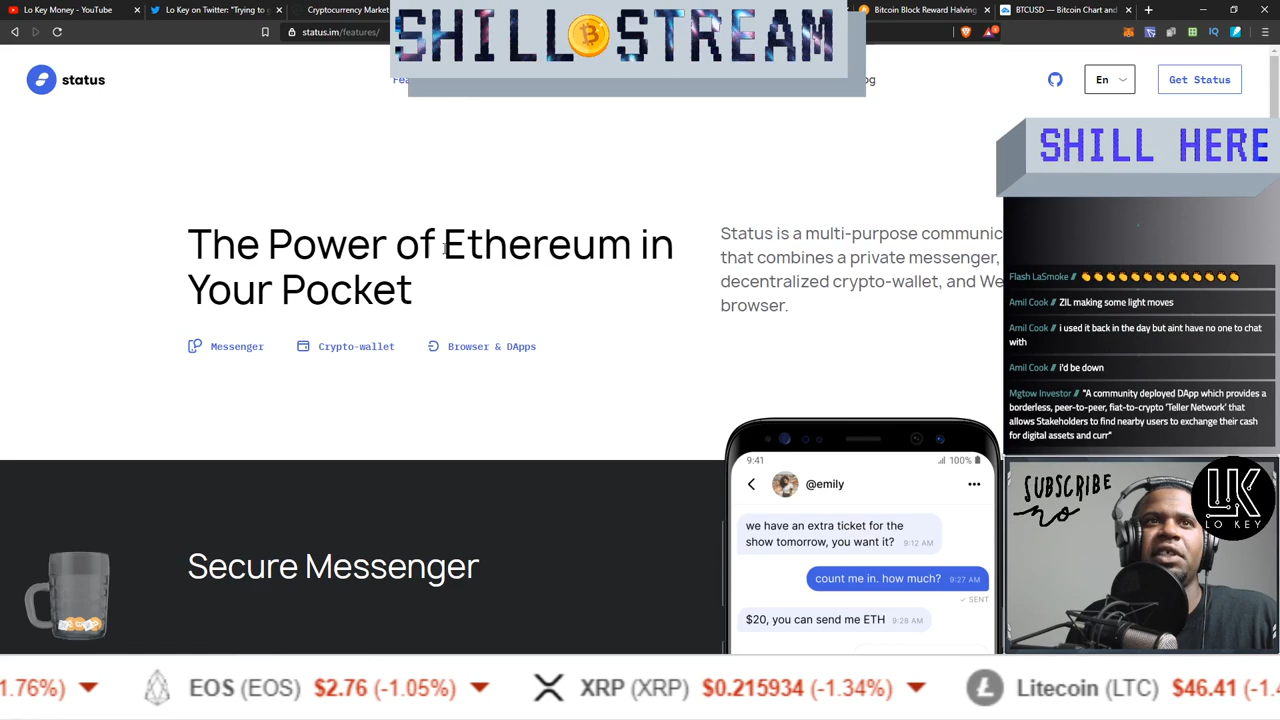 Lo Key Money - YouTube
Lo Key on Twitter: "Trying to g
Cryptocurrency Market
Bitcoin Block Reward Halving
BTCUSD — Bitcoin Chart and
status.im/features/
SHILL STREAM
status
En
Get Status
SHILL HERE
The Power of Ethereum in
Your Pocket
Messenger
Crypto-wallet
Browser & DApps
Status is a multi-purpose communic
that combines a private messenger,
decentralized crypto-wallet, and We
browser.
Flash LaSmoke //
Amil Cook // ZIL making some light moves
Amil Cook // i used it back in the day but aint have no one to chat
with
Amil Cook // i'd be down
Mgtow Investor // "A community deployed DApp which provides a
borderless, peer-to-peer, fiat-to-crypto 'Teller Network' that
allows Stakeholders to find nearby users to exchange their cash
for digital assets and curr"
9:41
100%
@emily
we have an extra ticket for the
show tomorrow, you want it? 9:12 AM
count me in. how much? 9:27 AM
✓ SENT
$20, you can send me ETH 9:28 AM
Secure Messenger
SUBSCRIBE
no
LK
LO KEY
1.76%)
EOS (EOS) $2.76 (-1.05%)
XRP (XRP) $0.215934 (-1.34%)
Litecoin (LTC) $46.41 (-1.4